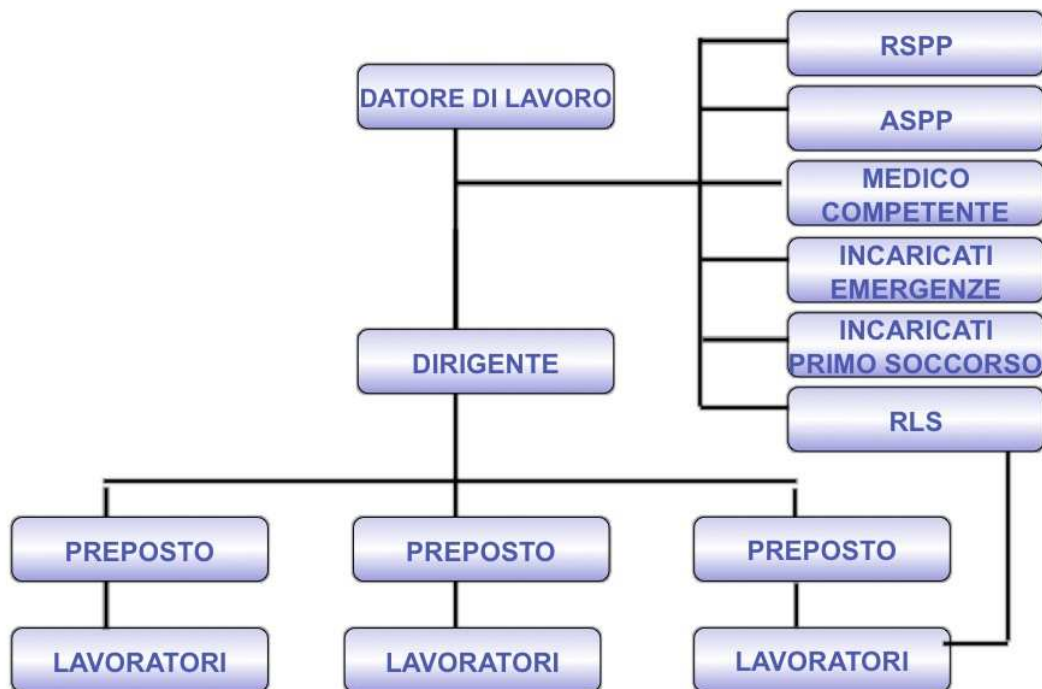 DATORE DI LAVORO
RSPP
ASPP
MEDICO
COMPETENTE
INCARICATI
EMERGENZE
INCARICATI
PRIMO SOCCORSO
RLS
DIRIGENTE
PREPOSTO
PREPOSTO
PREPOSTO
LAVORATORI
LAVORATORI
LAVORATORI